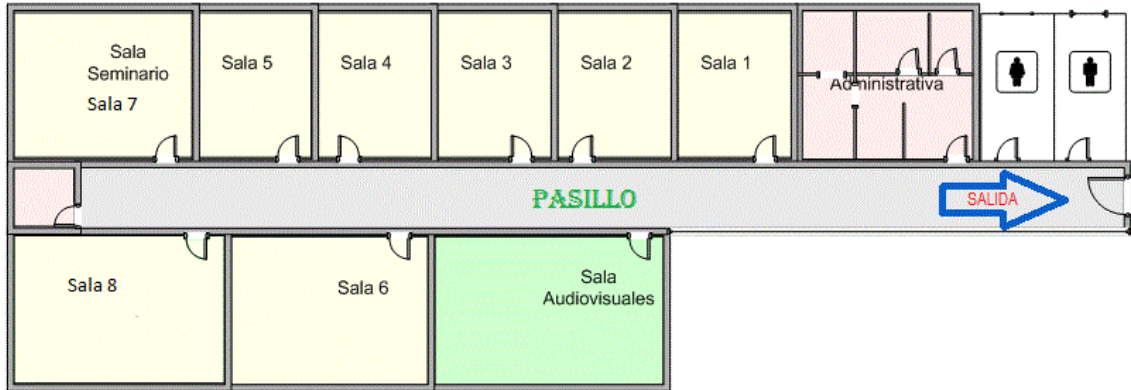 Sala
Seminario
Sala 7
Sala 5
Sala 4
Sala 3
Sala 2
Sala 1
Administrativa
PASILLO
SALIDA
Sala 8
Sala 6
Sala
Audiovisuales